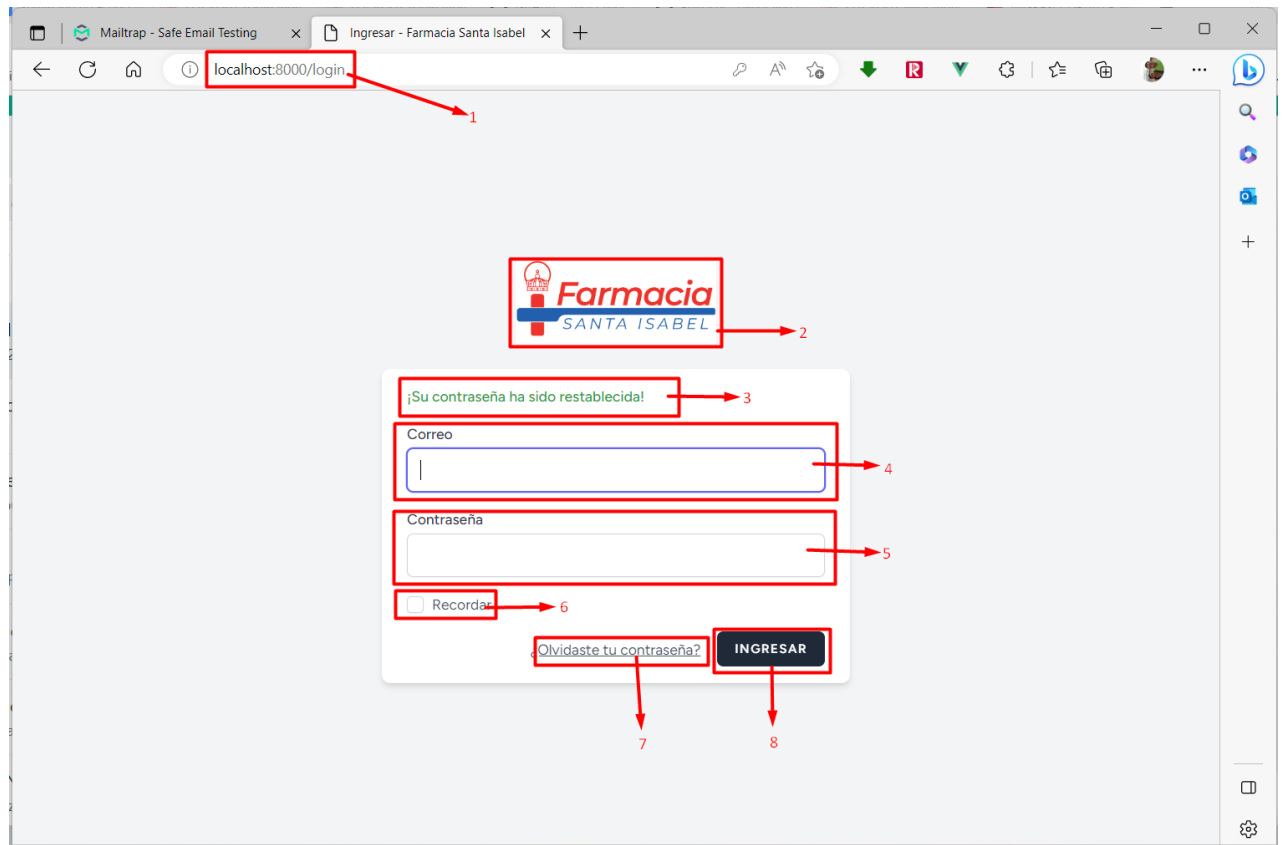 Mailtrap - Safe Email Testing
Ingresar - Farmacia Santa Isabel
localhost:8000/login
1
Farmacia
SANTA ISABEL
2
¡Su contraseña ha sido restablecida!
3
Correo
4
Contraseña
5
Recordar
6
¿Olvidaste tu contraseña?
INGRESAR
7
8